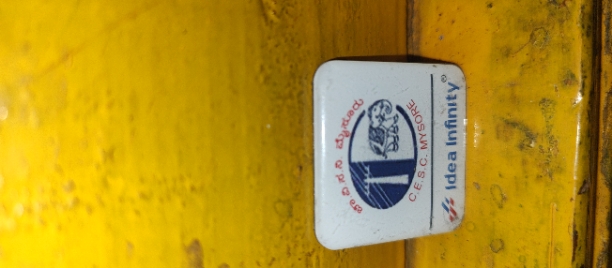 ಚಾ.ವಿ.ಸ.ನಿ. ಮೈಸೂರು
C.E.S.C. MYSORE
Idea Infinity